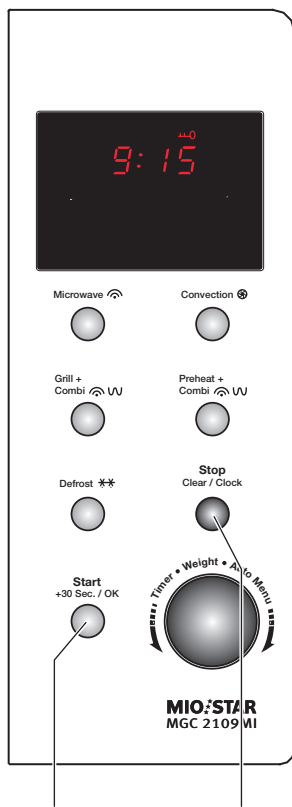 9:15
Microwave
Convection
Grill +
Combi
Preheat +
Combi
Defrost
Stop
Clear / Clock
Start
+30 Sec. / OK
Timer • Weight • Auto Menu
MIO STAR
MGC 2109 MI